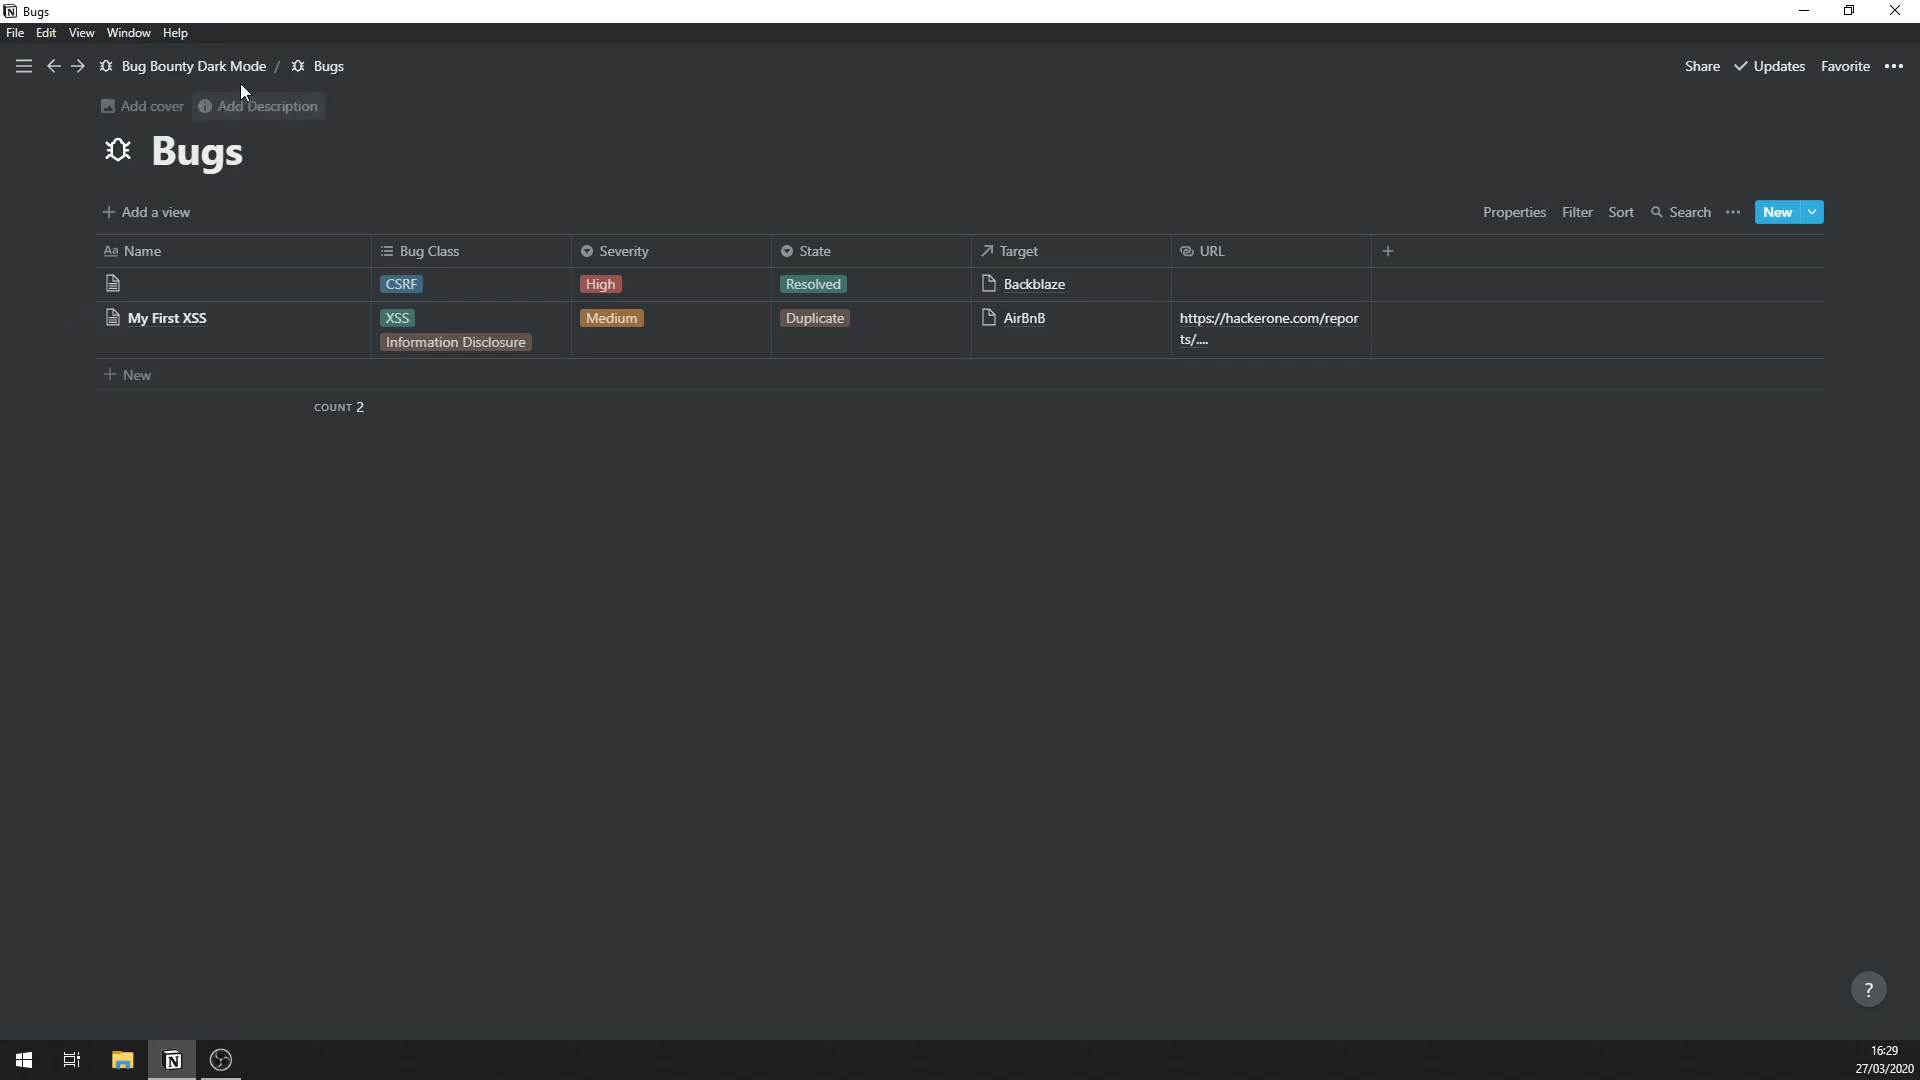 Bugs
File Edit View Window Help
Bug Bounty Dark Mode / Bugs
Share Updates Favorite
Add cover Add Description
Bugs
Add a view
Properties Filter Sort Search New
Aa Name Bug Class Severity State Target URL
CSRF High Resolved Backblaze
My First XSS XSS Medium Duplicate AirBnB https://hackerone.com/repor
Information Disclosure ts/....
New
COUNT 2
?
16:29
27/03/2020